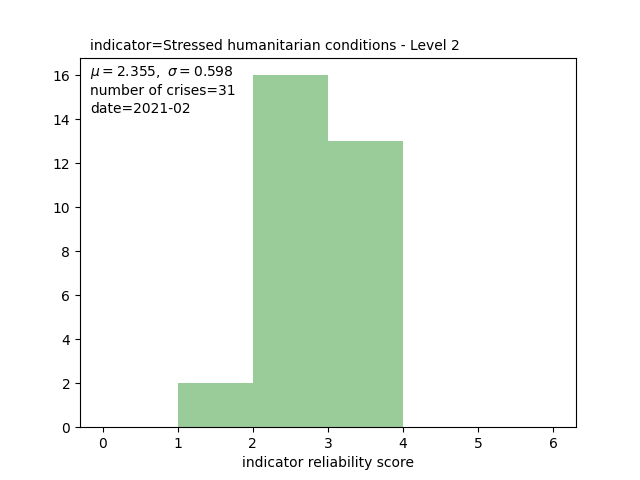 indicator=Stressed humanitarian conditions - Level 2
μ = 2.355, σ = 0.598
number of crises=31
date=2021-02
16
14
12
10
8
6
4
2
0
0 1 2 3 4 5 6
indicator reliability score